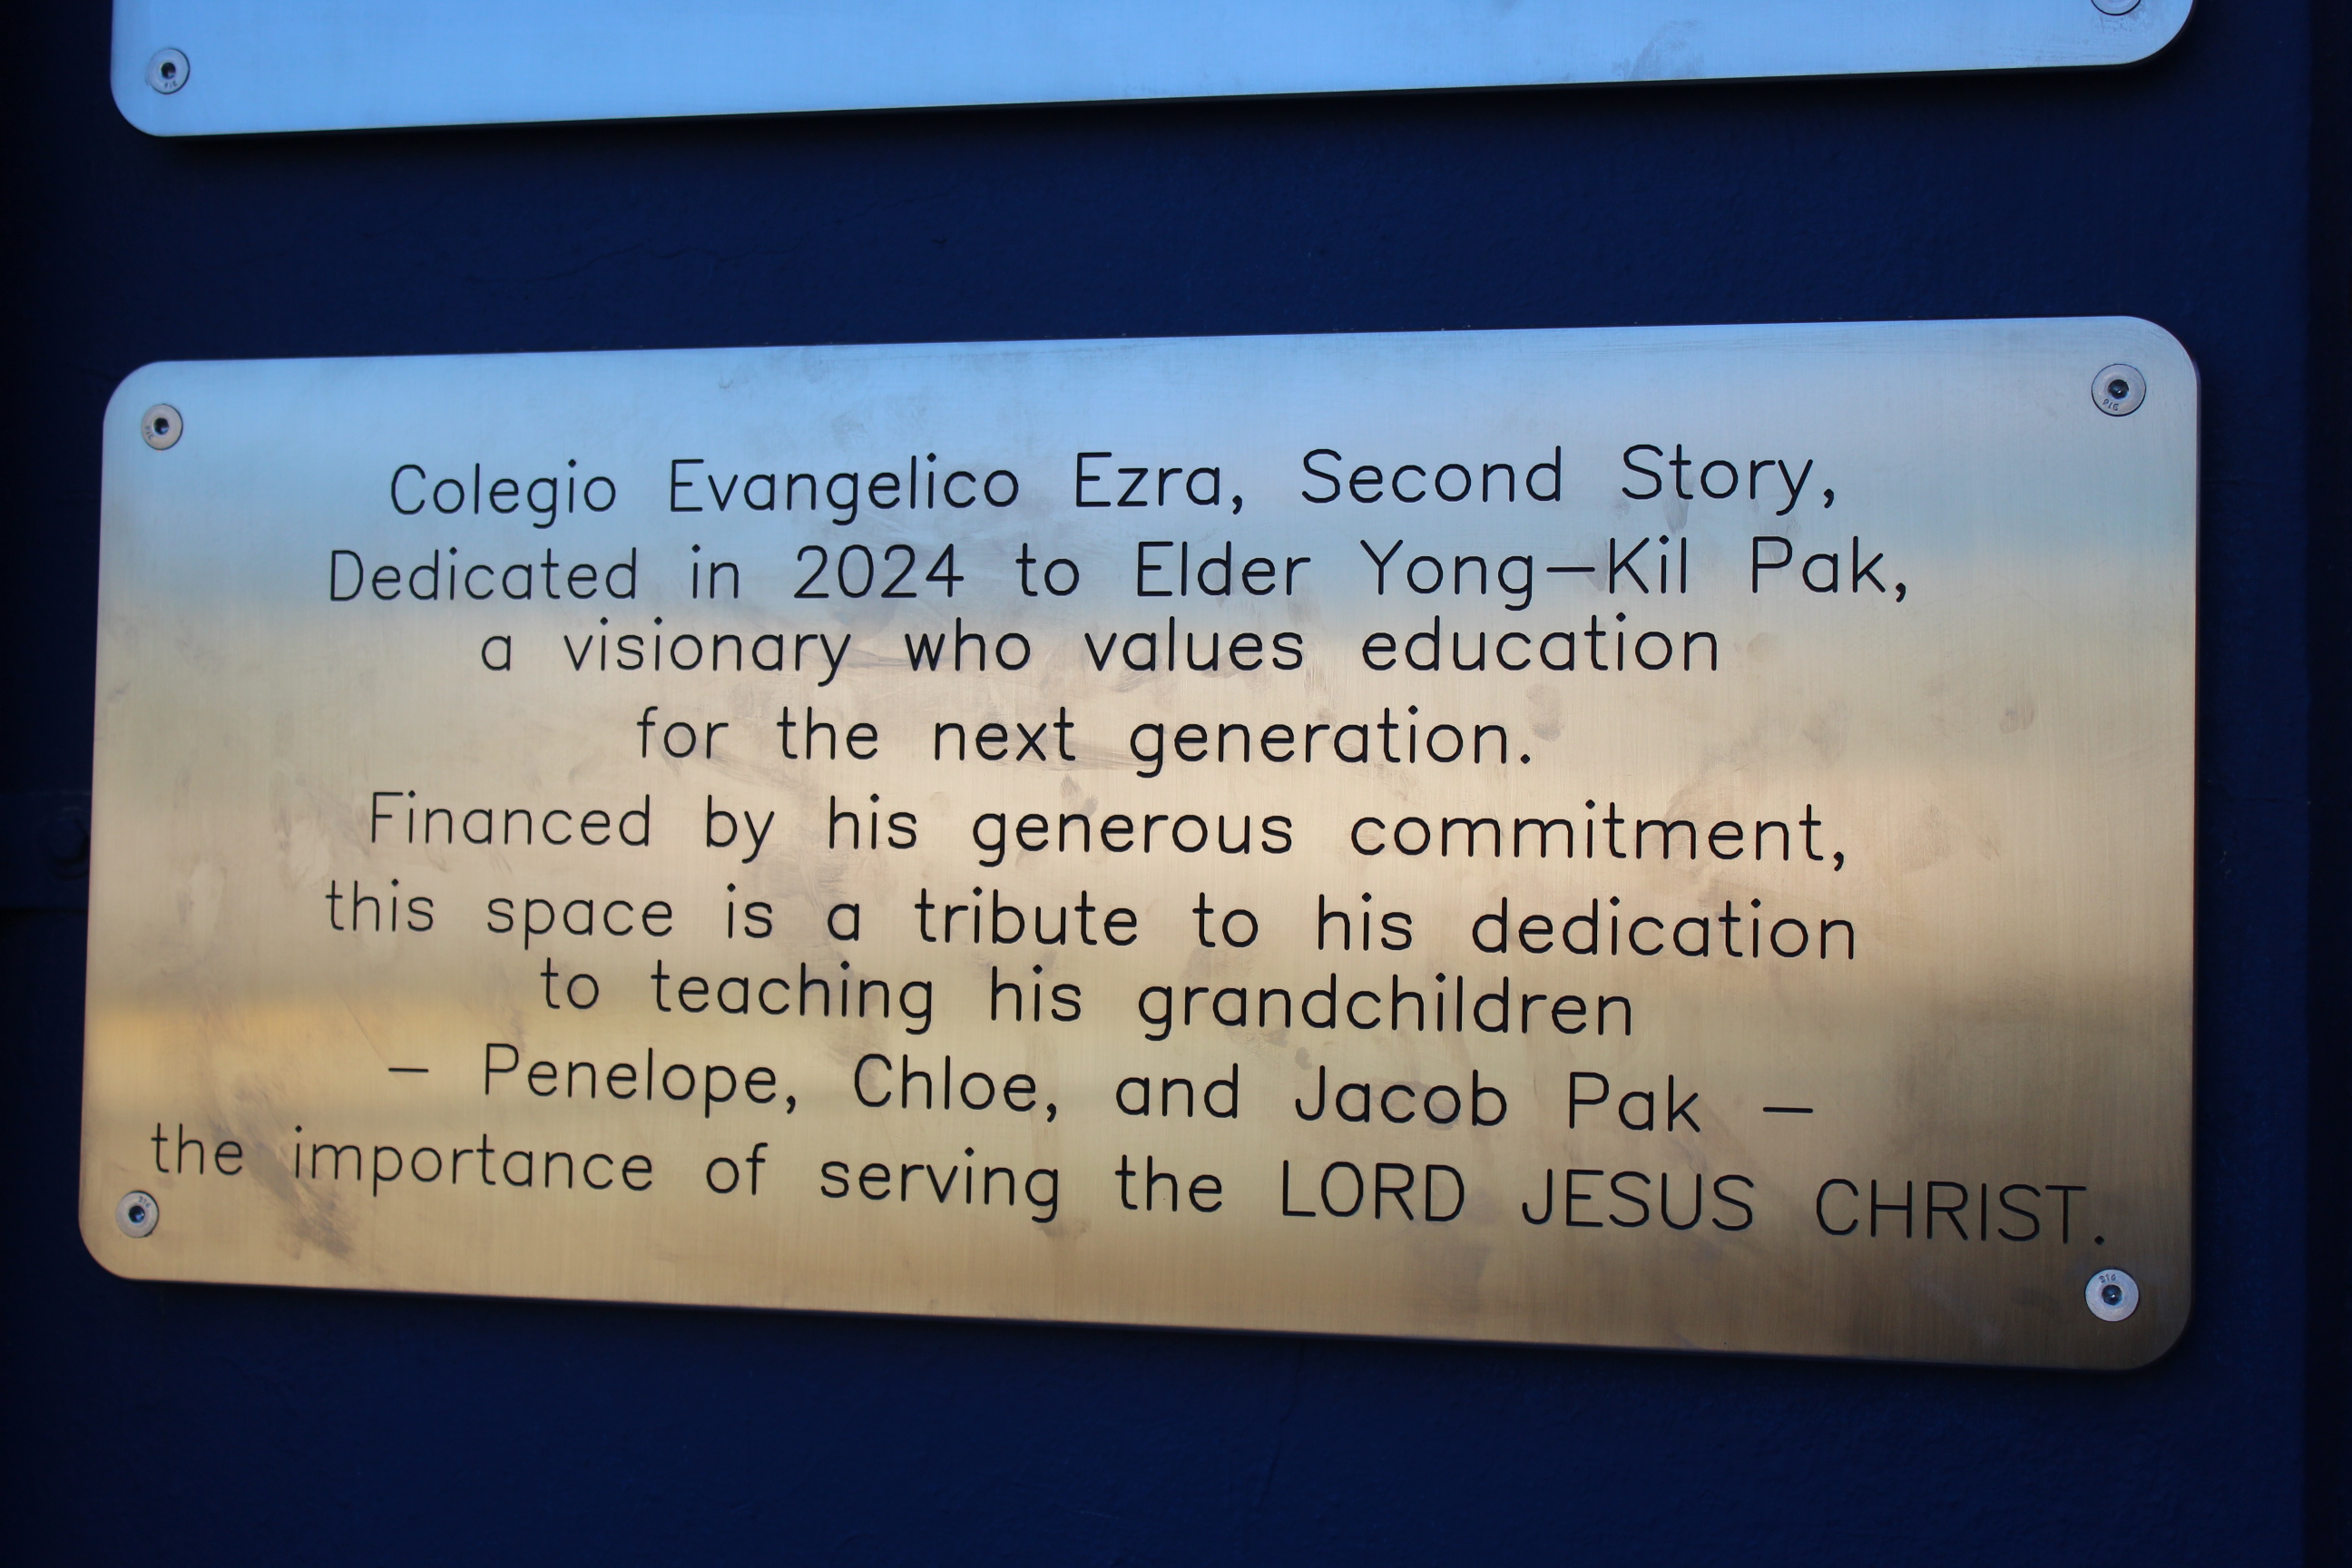 Colegio Evangelico Ezra, Second Story,
Dedicated in 2024 to Elder Yong-Kil Pak,
a visionary who values education
for the next generation.
Financed by his generous commitment,
this space is a tribute to his dedication
to teaching his grandchildren
- Penelope, Chloe, and Jacob Pak -
the importance of serving the LORD JESUS CHRIST.